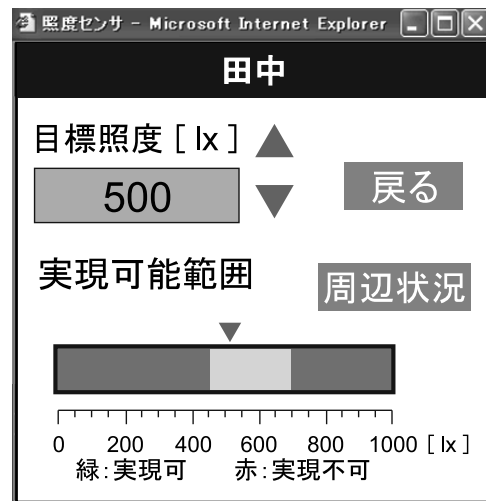 照度センサ - Microsoft Internet Explorer
田中
目標照度 [ lx ]
500
戻る
実現可能範囲
周辺状況
0 200 400 600 800 1000 [ lx ]
緑:実現可 赤:実現不可